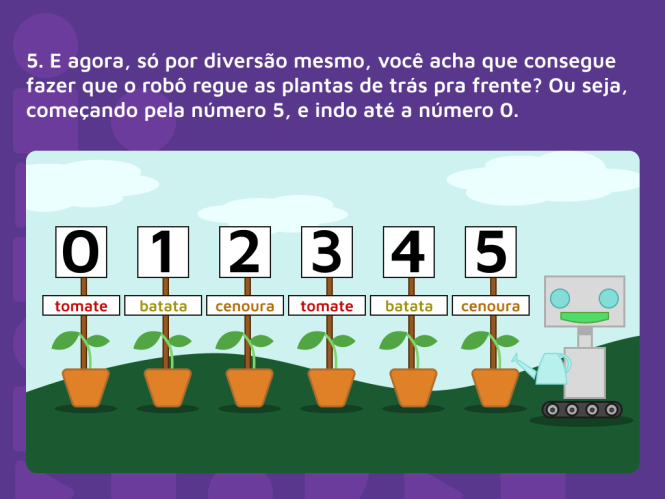 5. E agora, só por diversão mesmo, você acha que consegue
fazer que o robô regue as plantas de trás pra frente? Ou seja,
começando pela número 5, e indo até a número 0.
0 1 2 3 4 5
tomate batata cenoura tomate batata cenoura